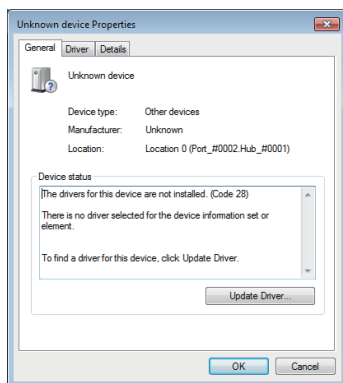 Unknown device Properties
General Driver Details
Unknown device
Device type: Other devices
Manufacturer: Unknown
Location: Location 0 (Port_#0002.Hub_#0001)
Device status
The drivers for this device are not installed. (Code 28)
There is no driver selected for the device information set or
element.
To find a driver for this device, click Update Driver.
Update Driver...
OK Cancel